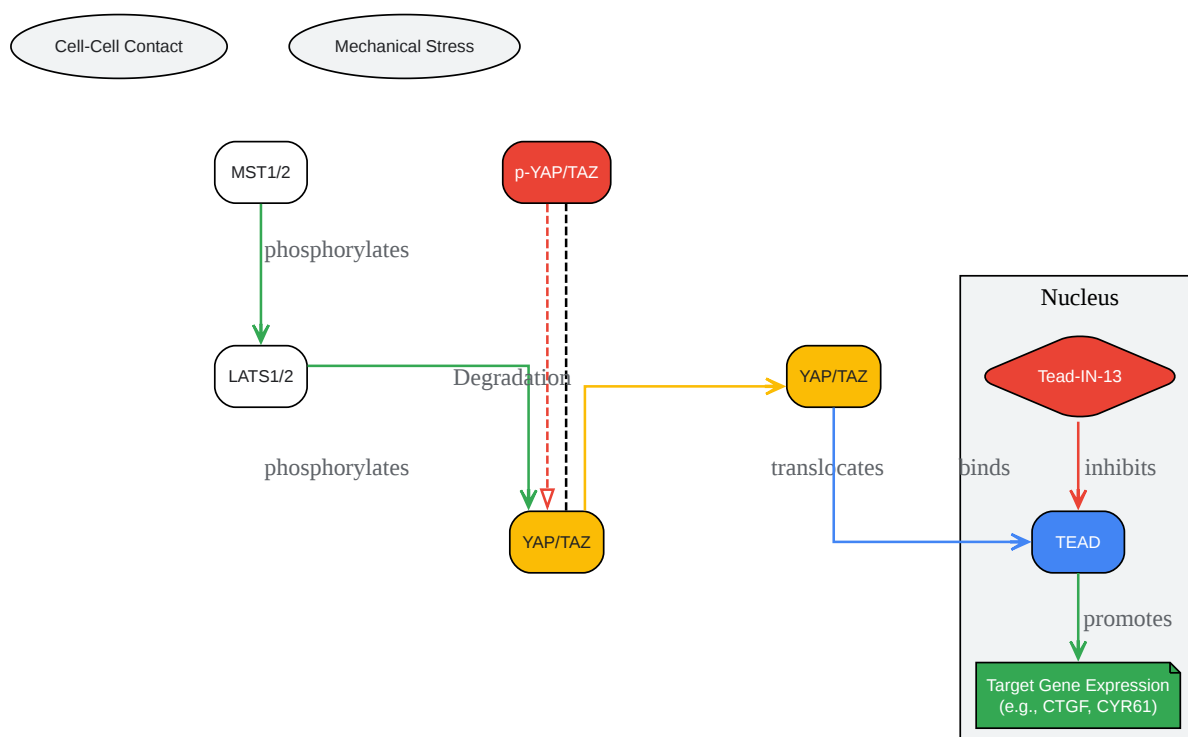 Cell-Cell Contact
Mechanical Stress
MST1/2
p-YAP/TAZ
phosphorylates
Nucleus
LATS1/2
Degradation
YAP/TAZ
Tead-IN-13
phosphorylates
translocates
binds
inhibits
YAP/TAZ
TEAD
promotes
Target Gene Expression
(e.g., CTGF, CYR61)